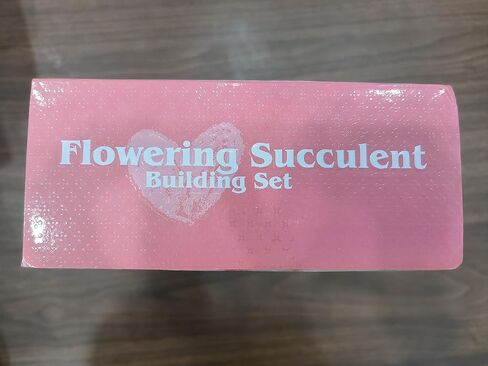 Flowering Succulent
Building Set